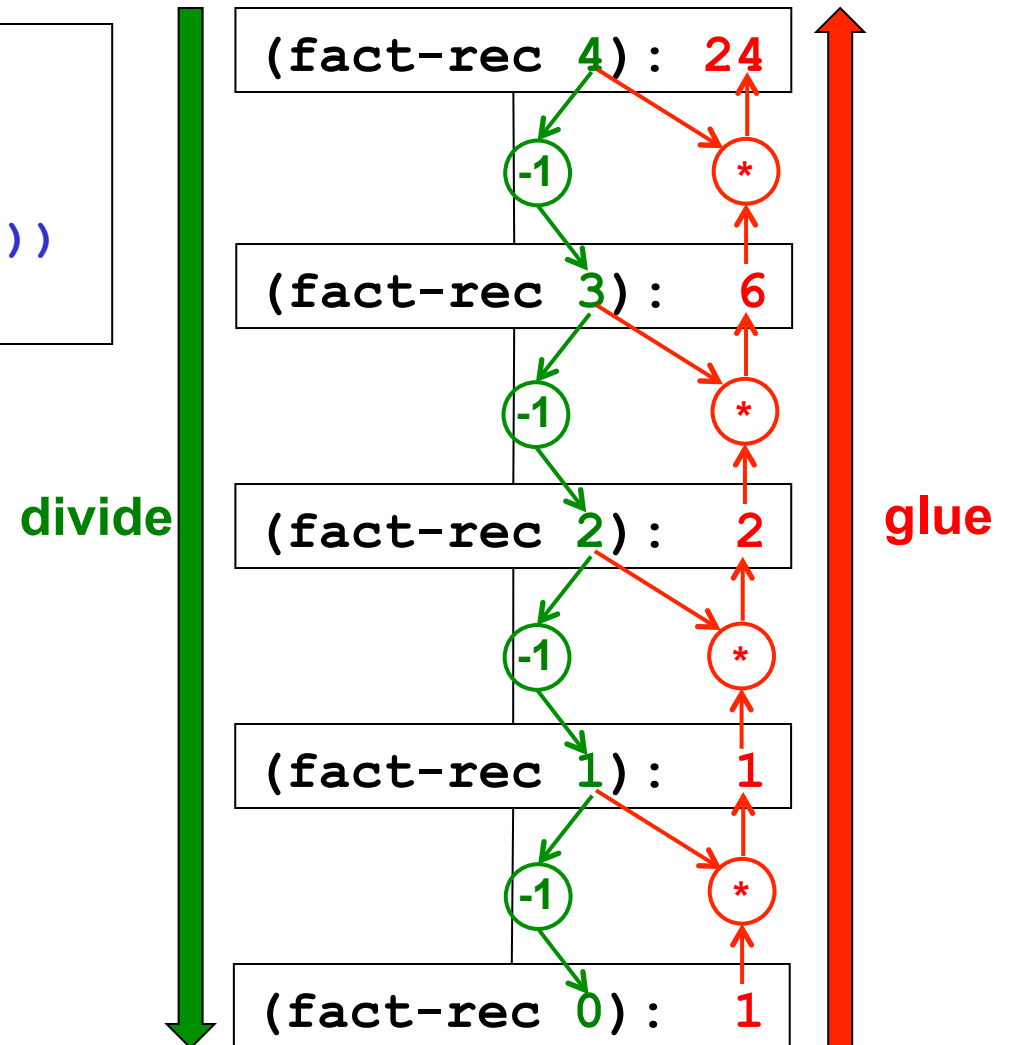 (fact-rec 4): 24
-1 *
))
(fact-rec 3): 6
-1 *
divide (fact-rec 2): 2 glue
-1 *
(fact-rec 1): 1
-1 *
(fact-rec 0): 1